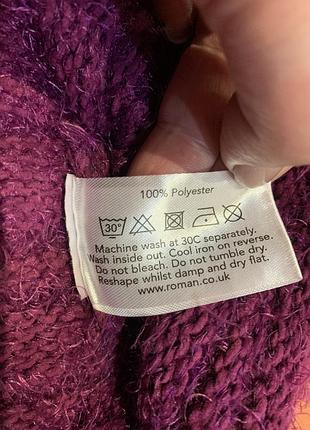 100% Polyester
30°
Machine wash at 30C separately.
Wash inside out. Cool iron on reverse.
Do not bleach. Do not tumble dry.
Reshape whilst damp and dry flat.
www.roman.co.uk